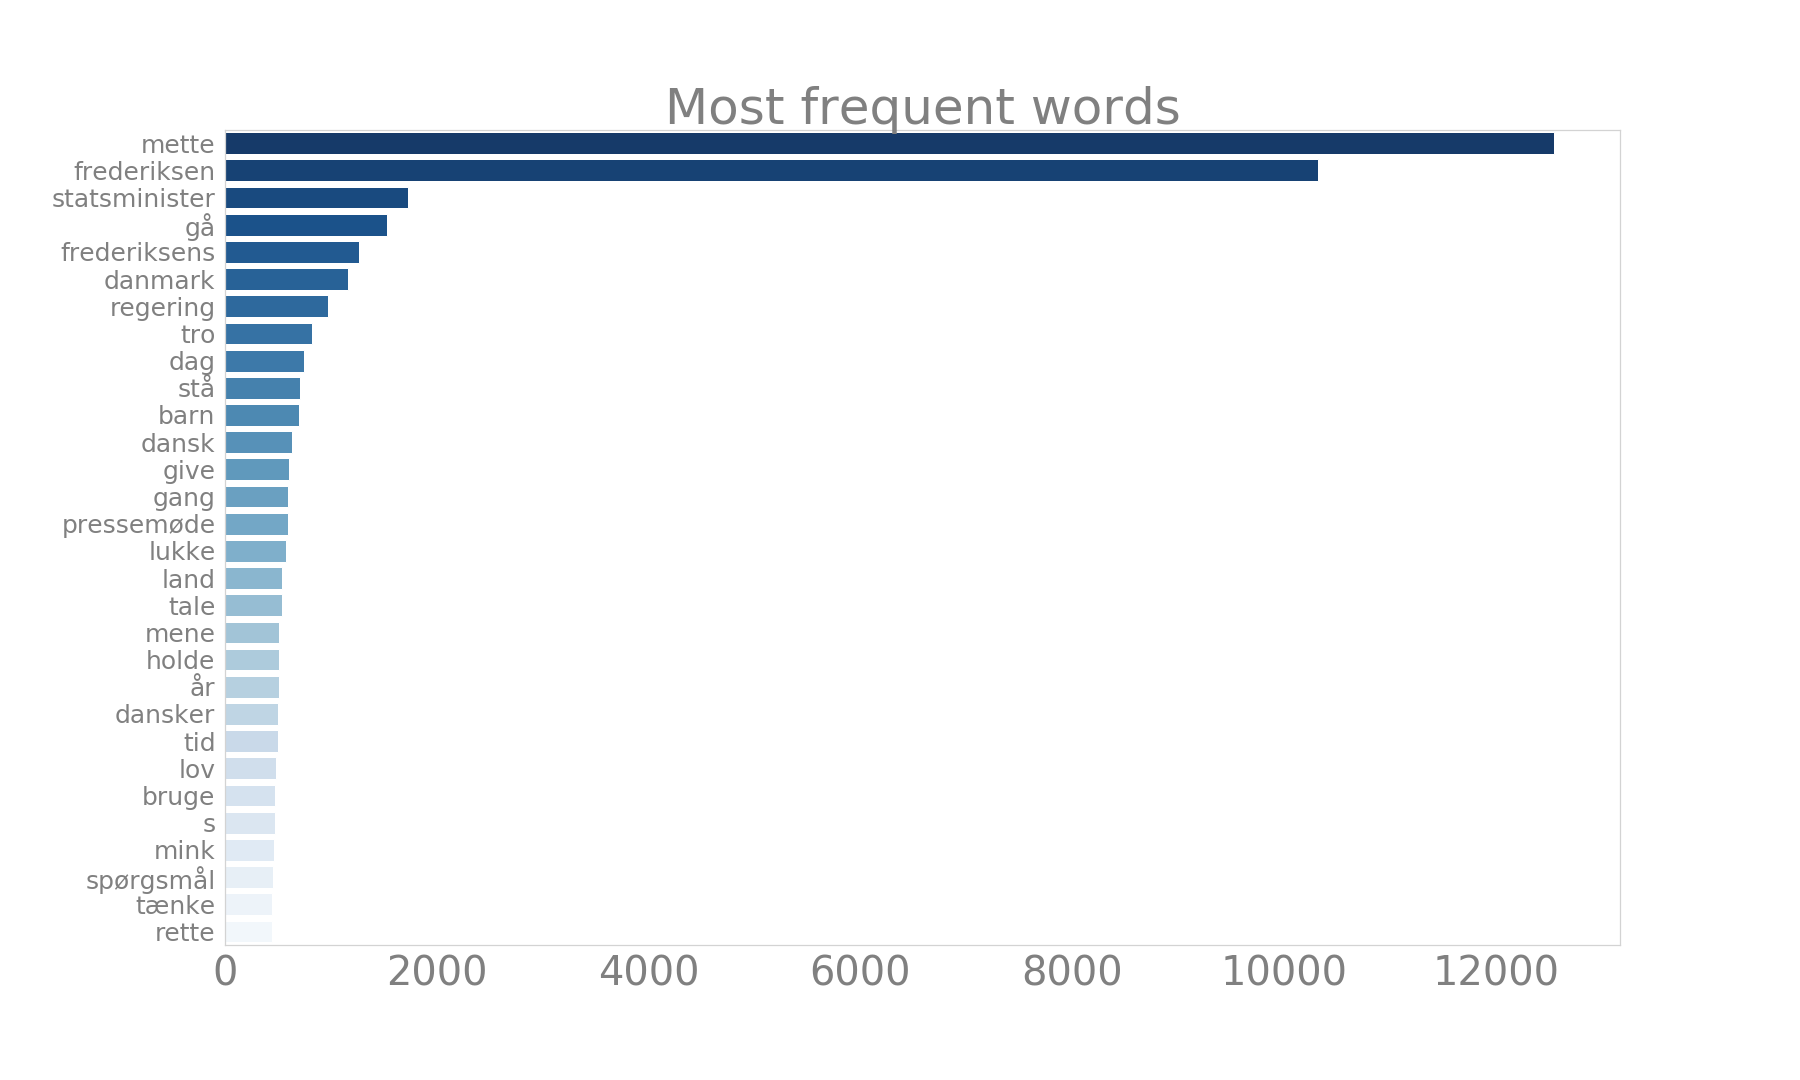 Most frequent words
mette
frederiksen
statsminister
gå
frederiksens
danmark
regering
tro
dag
stå
barn
dansk
give
gang
pressemøde
lukke
land
tale
mene
holde
år
dansker
tid
lov
bruge
s
mink
spørgsmål
tænke
rette
0 2000 4000 6000 8000 10000 12000